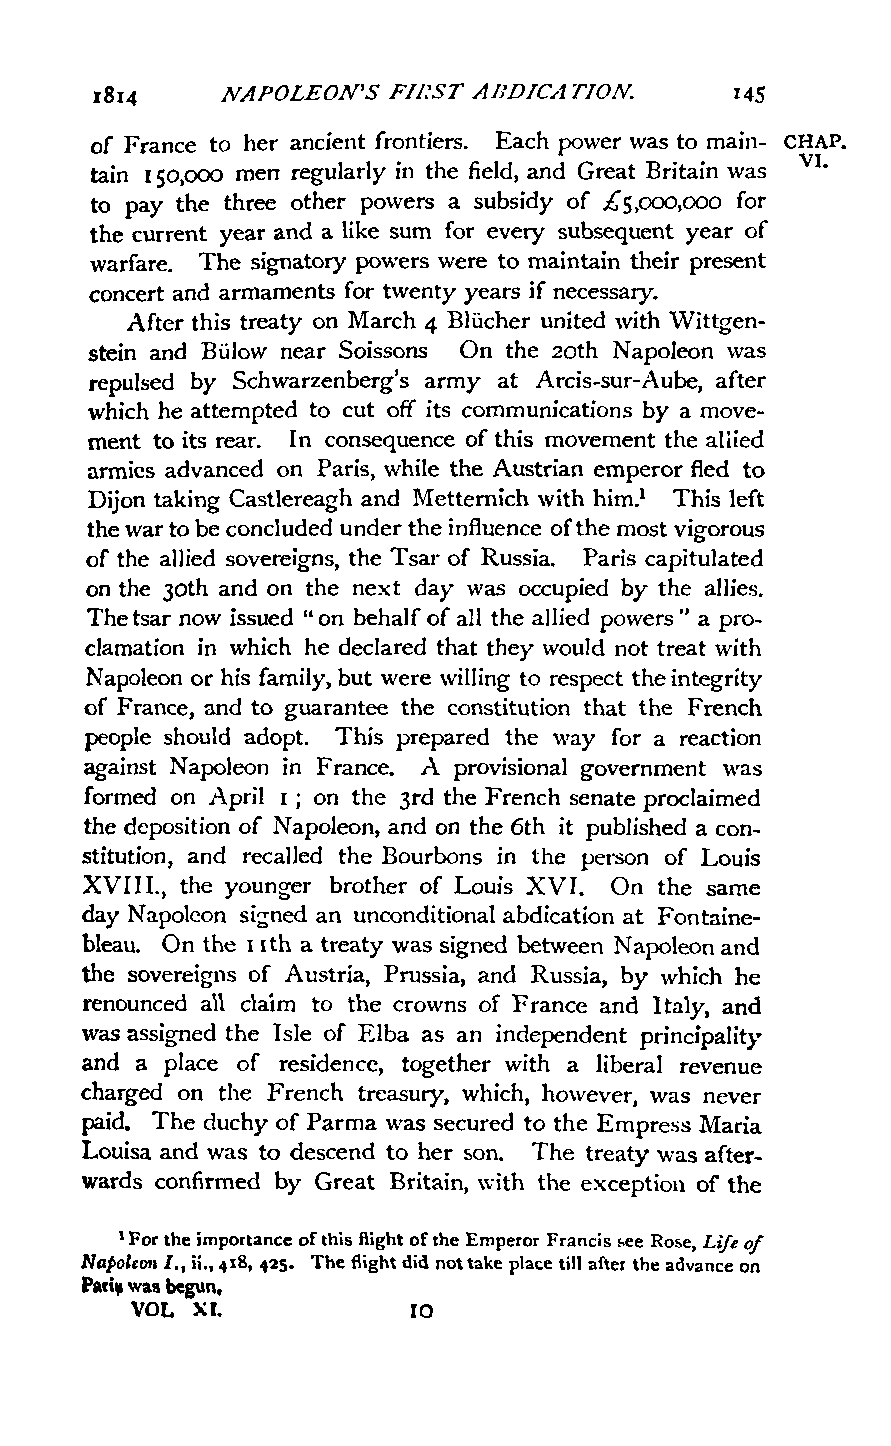 1814 NAPOLEON'S FIRST ABDICATION. 145
of France to her ancient frontiers. Each power was to main- CHAP.
tain 150,000 men regularly in the field, and Great Britain was VI.
to pay the three other powers a subsidy of £5,000,000 for
the current year and a like sum for every subsequent year of
warfare. The signatory powers were to maintain their present
concert and armaments for twenty years if necessary.
After this treaty on March 4 Blücher united with Wittgen-
stein and Bülow near Soissons On the 20th Napoleon was
repulsed by Schwarzenberg's army at Arcis-sur-Aube, after
which he attempted to cut off its communications by a move-
ment to its rear. In consequence of this movement the allied
armies advanced on Paris, while the Austrian emperor fled to
Dijon taking Castlereagh and Metternich with him.¹ This left
the war to be concluded under the influence of the most vigorous
of the allied sovereigns, the Tsar of Russia. Paris capitulated
on the 30th and on the next day was occupied by the allies.
The tsar now issued "on behalf of all the allied powers" a pro-
clamation in which he declared that they would not treat with
Napoleon or his family, but were willing to respect the integrity
of France, and to guarantee the constitution that the French
people should adopt. This prepared the way for a reaction
against Napoleon in France. A provisional government was
formed on April 1; on the 3rd the French senate proclaimed
the deposition of Napoleon, and on the 6th it published a con-
stitution, and recalled the Bourbons in the person of Louis
XVIII., the younger brother of Louis XVI. On the same
day Napoleon signed an unconditional abdication at Fontaine-
bleau. On the 11th a treaty was signed between Napoleon and
the sovereigns of Austria, Prussia, and Russia, by which he
renounced all claim to the crowns of France and Italy, and
was assigned the Isle of Elba as an independent principality
and a place of residence, together with a liberal revenue
charged on the French treasury, which, however, was never
paid. The duchy of Parma was secured to the Empress Maria
Louisa and was to descend to her son. The treaty was after-
wards confirmed by Great Britain, with the exception of the
¹ For the importance of this flight of the Emperor Francis see Rose, Life of
Napoleon I., ii., 418, 425. The flight did not take place till after the advance on
Paris was begun.
VOL. XI. 10